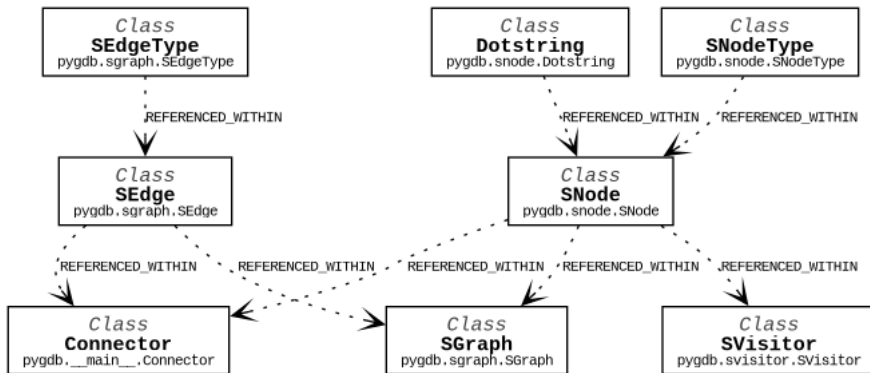 Class
SEdgeType
pygdb.sgraph.SEdgeType
Class
Dotstring
pygdb.snode.Dotstring
Class
SNodeType
pygdb.snode.SNodeType
REFERENCED_WITHIN
REFERENCED_WITHIN
REFERENCED_WITHIN
Class
SEdge
pygdb.sgraph.SEdge
Class
SNode
pygdb.snode.SNode
REFERENCED_WITHIN
REFERENCED_WITHIN
REFERENCED_WITHIN
REFERENCED_WITHIN
REFERENCED_WITHIN
Class
Connector
pygdb.__main__.Connector
Class
SGraph
pygdb.sgraph.SGraph
Class
SVisitor
pygdb.svisitor.SVisitor